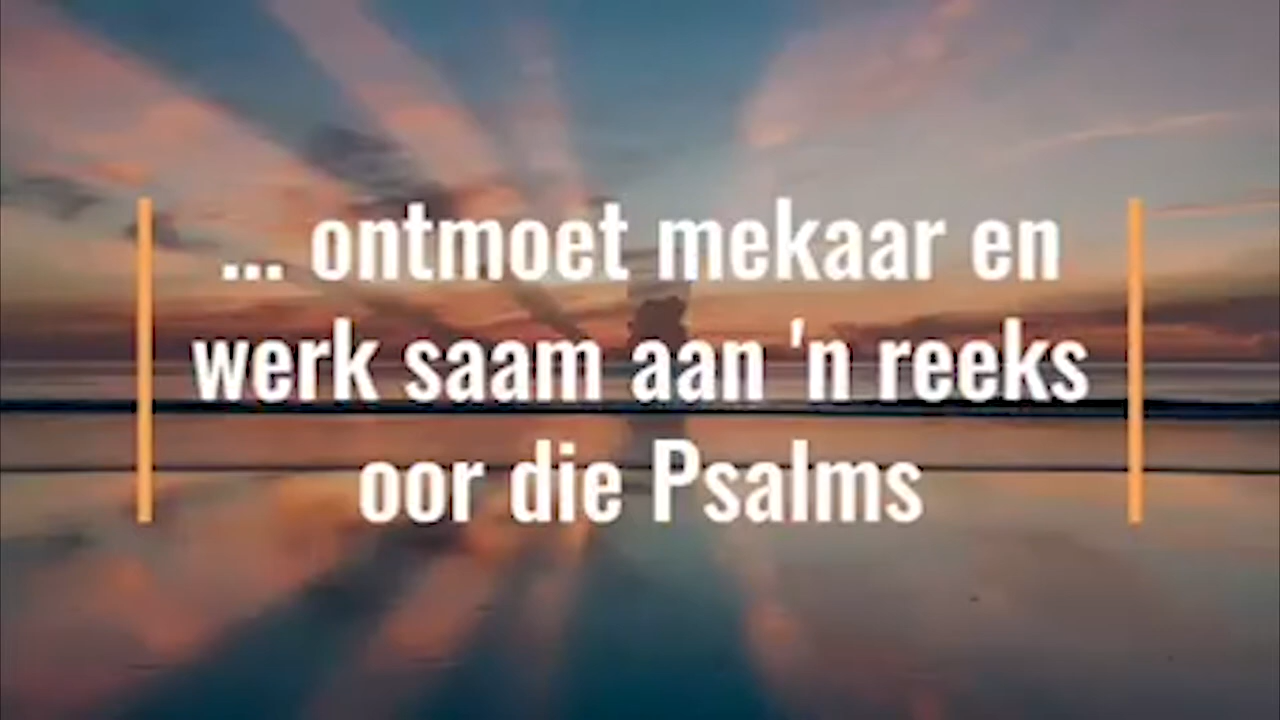 ... ontmoet mekaar en
werk saam aan 'n reeks
oor die Psalms